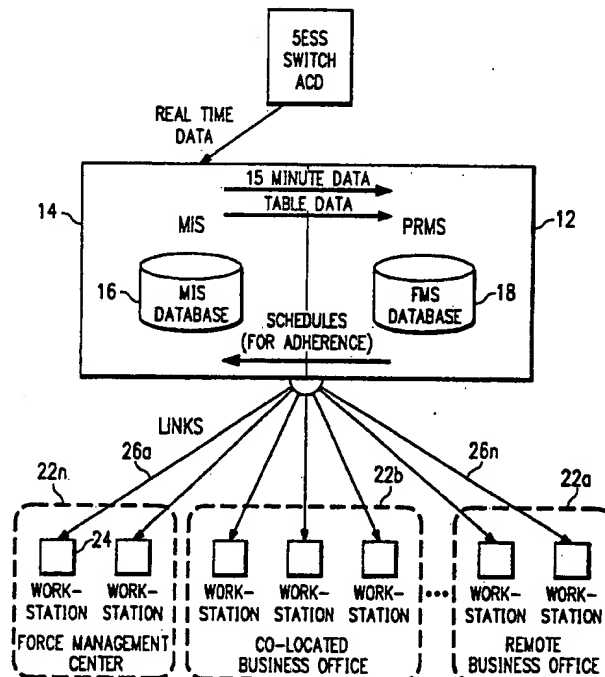 5ESS
SWITCH
ACD
REAL TIME
DATA
15 MINUTE DATA
TABLE DATA
14
12
MIS
PRMS
16
MIS
DATABASE
FMS
DATABASE
18
SCHEDULES
(FOR ADHERENCE)
LINKS
26a
26n
22n
22b
22a
24
WORK-
STATION
WORK-
STATION
WORK-
STATION
WORK-
STATION
WORK-
STATION
WORK-
STATION
WORK-
STATION
FORCE MANAGEMENT
CENTER
CO-LOCATED
BUSINESS OFFICE
REMOTE
BUSINESS OFFICE